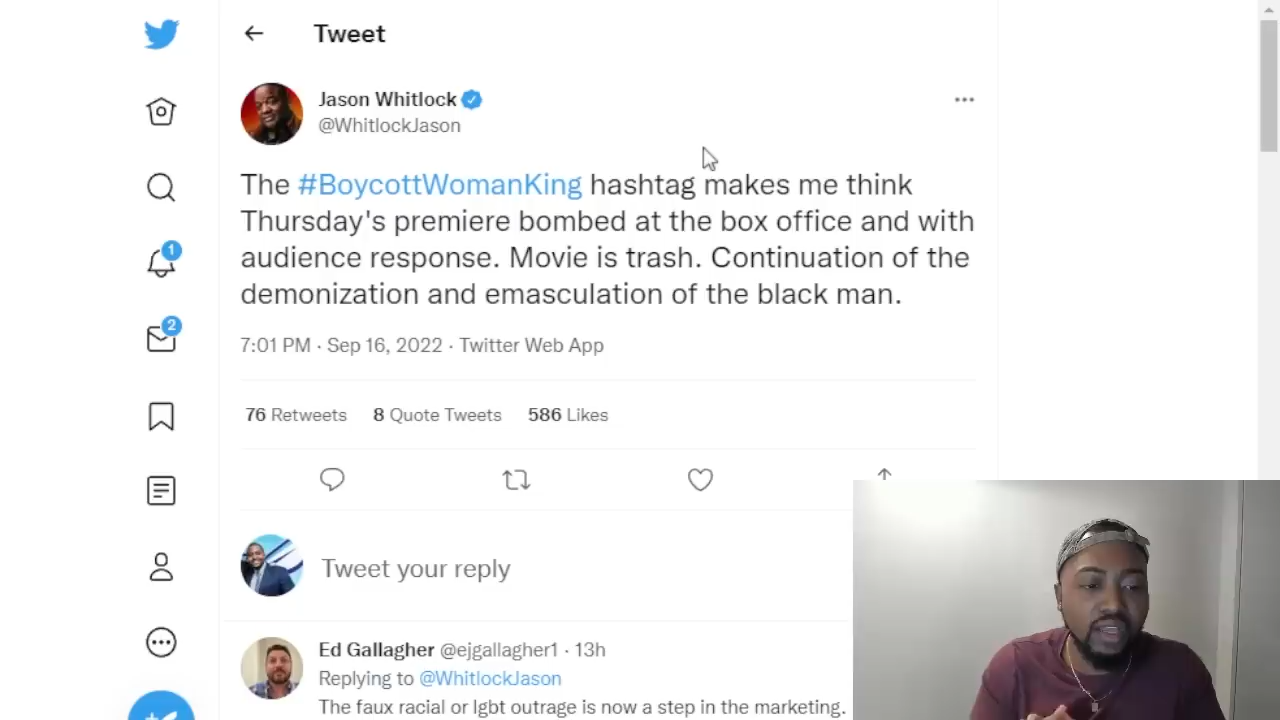 Tweet
Jason Whitlock
@WhitlockJason
The #BoycottWomanKing hashtag makes me think
Thursday's premiere bombed at the box office and with
audience response. Movie is trash. Continuation of the
demonization and emasculation of the black man.
7:01 PM · Sep 16, 2022 · Twitter Web App
76 Retweets 8 Quote Tweets 586 Likes
1
2
Tweet your reply
Ed Gallagher @ejgallagher1 · 13h
Replying to @WhitlockJason
The faux racial or lgbt outrage is now a step in the marketing.